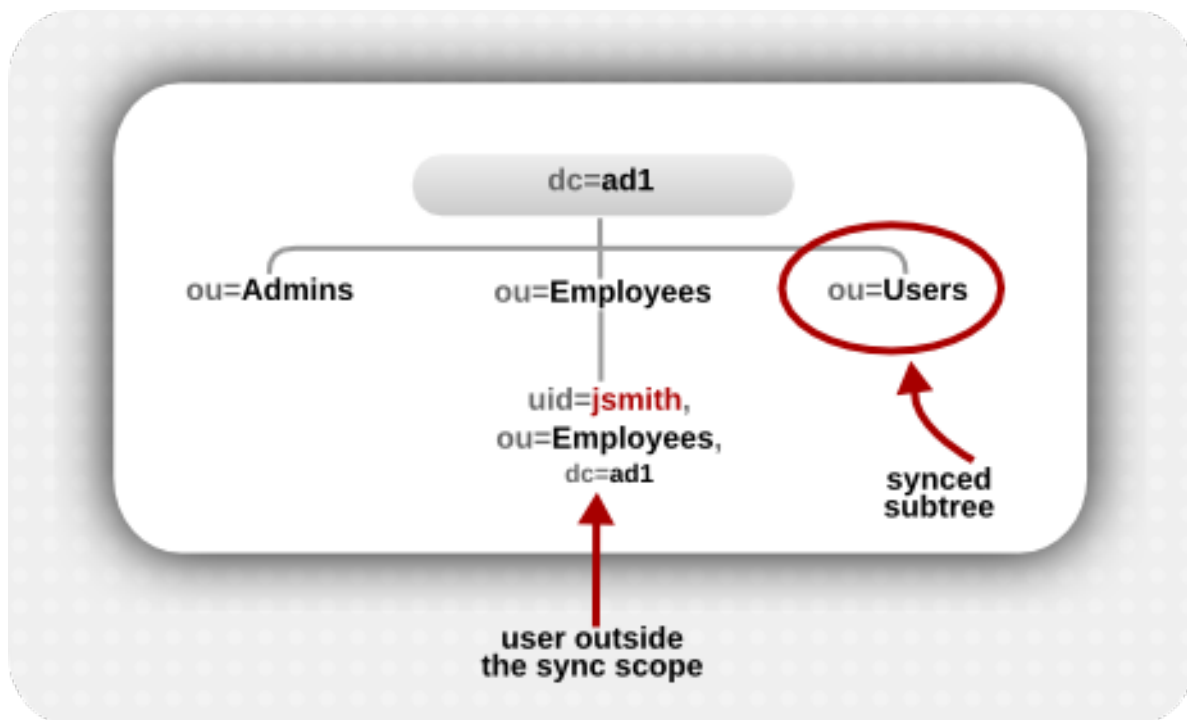 dc=ad1
ou=Admins
ou=Employees
ou=Users
uid=jsmith,
ou=Employees,
dc=ad1
synced
subtree
user outside
the sync scope